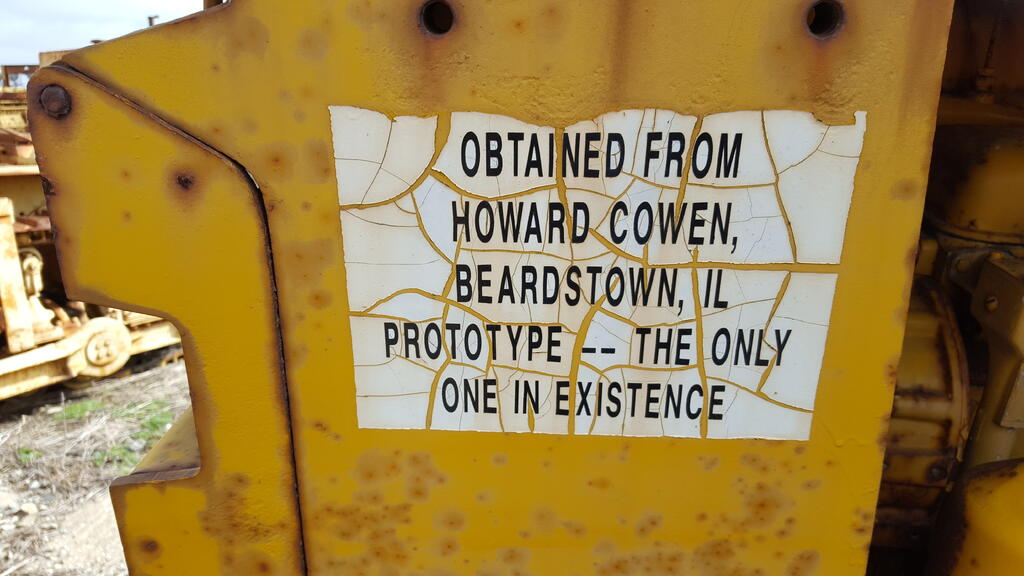 OBTAINED FROM
HOWARD COWEN,
BEARDSTOWN, IL
PROTOTYPE -- THE ONLY
ONE IN EXISTENCE